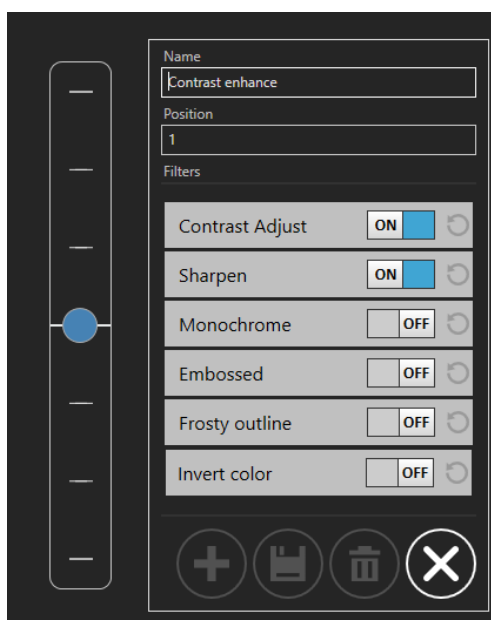 Name
Contrast enhance
Position
1
Filters
Contrast Adjust ON
Sharpen ON
Monochrome OFF
Embossed OFF
Frosty outline OFF
Invert color OFF